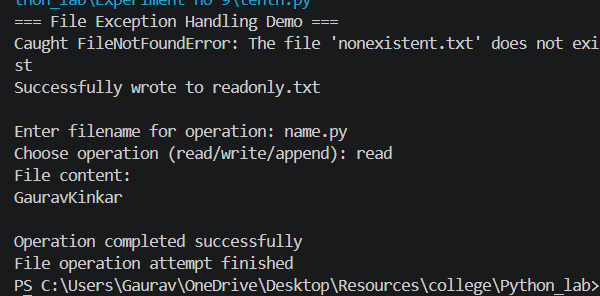 thon_lab\Experiment no 9\tenth.py
=== File Exception Handling Demo ===
Caught FileNotFoundError: The file 'nonexistent.txt' does not exi
st
Successfully wrote to readonly.txt
Enter filename for operation: name.py
Choose operation (read/write/append): read
File content:
GauravKinkar
Operation completed successfully
File operation attempt finished
PS C:\Users\Gaurav\OneDrive\Desktop\Resources\college\Python_lab>